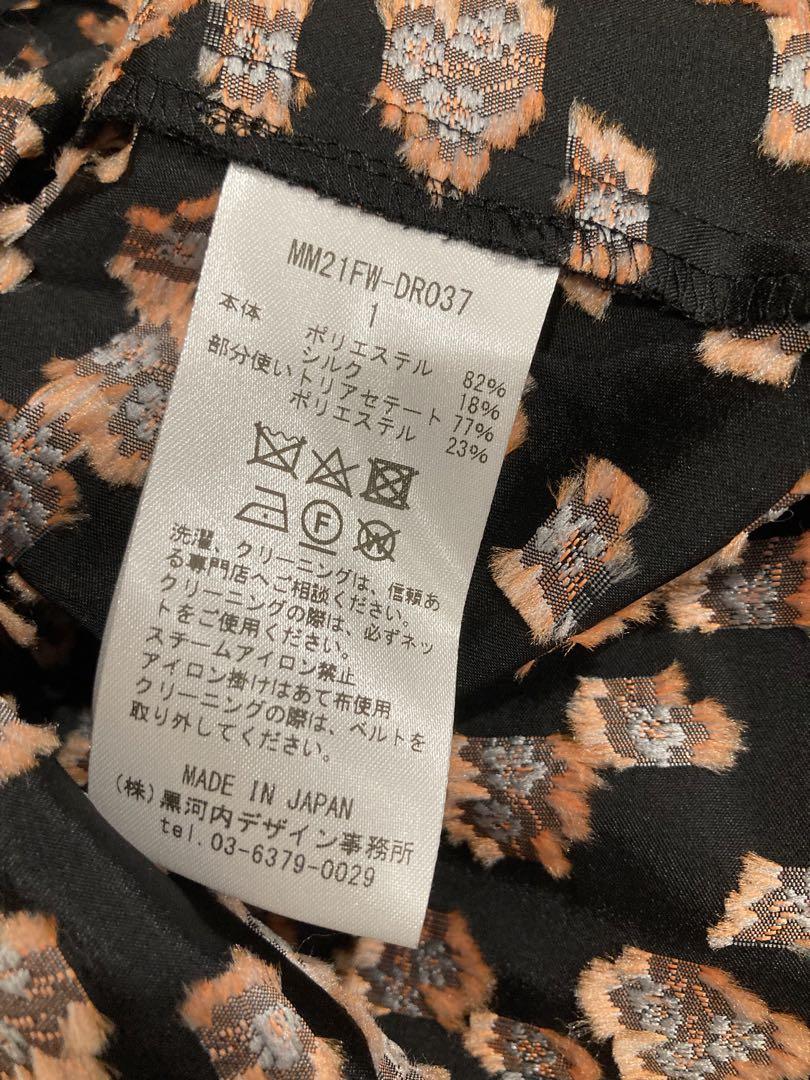 MM21FW-DR037
1
本体 ポリエステル 82%
シルク 18%
部分使い トリアセテート 77%
ポリエステル 23%
F
W
洗濯、クリーニングは、信頼あ
る専門店へご相談ください。
クリーニングの際は、必ずネッ
トをご使用ください。
スチームアイロン禁止
アイロン掛けはあて布使用
クリーニングの際は、ベルトを
取り外してください。
MADE IN JAPAN
(株)黒河内デザイン事務所
tel.03-6379-0029